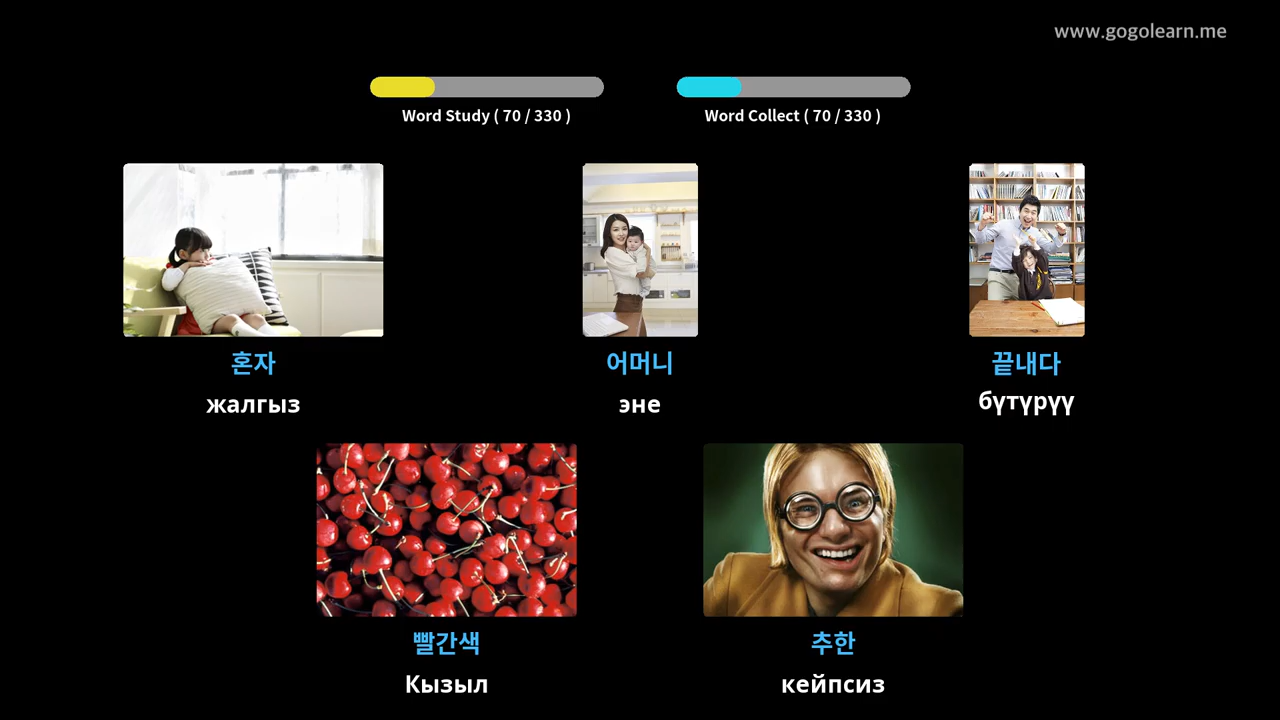 www.gogolearn.me
Word Study ( 70 / 330 )
Word Collect ( 70 / 330 )
혼자
어머니
끝내다
жалгыз
эне
бүтүрүү
빨간색
추한
Кызыл
кейпсиз